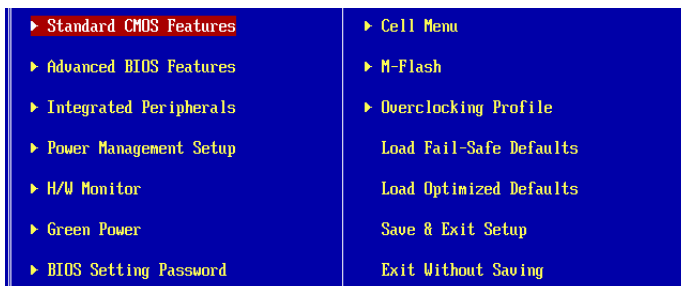 Standard CMOS Features
Advanced BIOS Features
Integrated Peripherals
Power Management Setup
H/W Monitor
Green Power
BIOS Setting Password
Cell Menu
M-Flash
Overclocking Profile
Load Fail-Safe Defaults
Load Optimized Defaults
Save & Exit Setup
Exit Without Saving